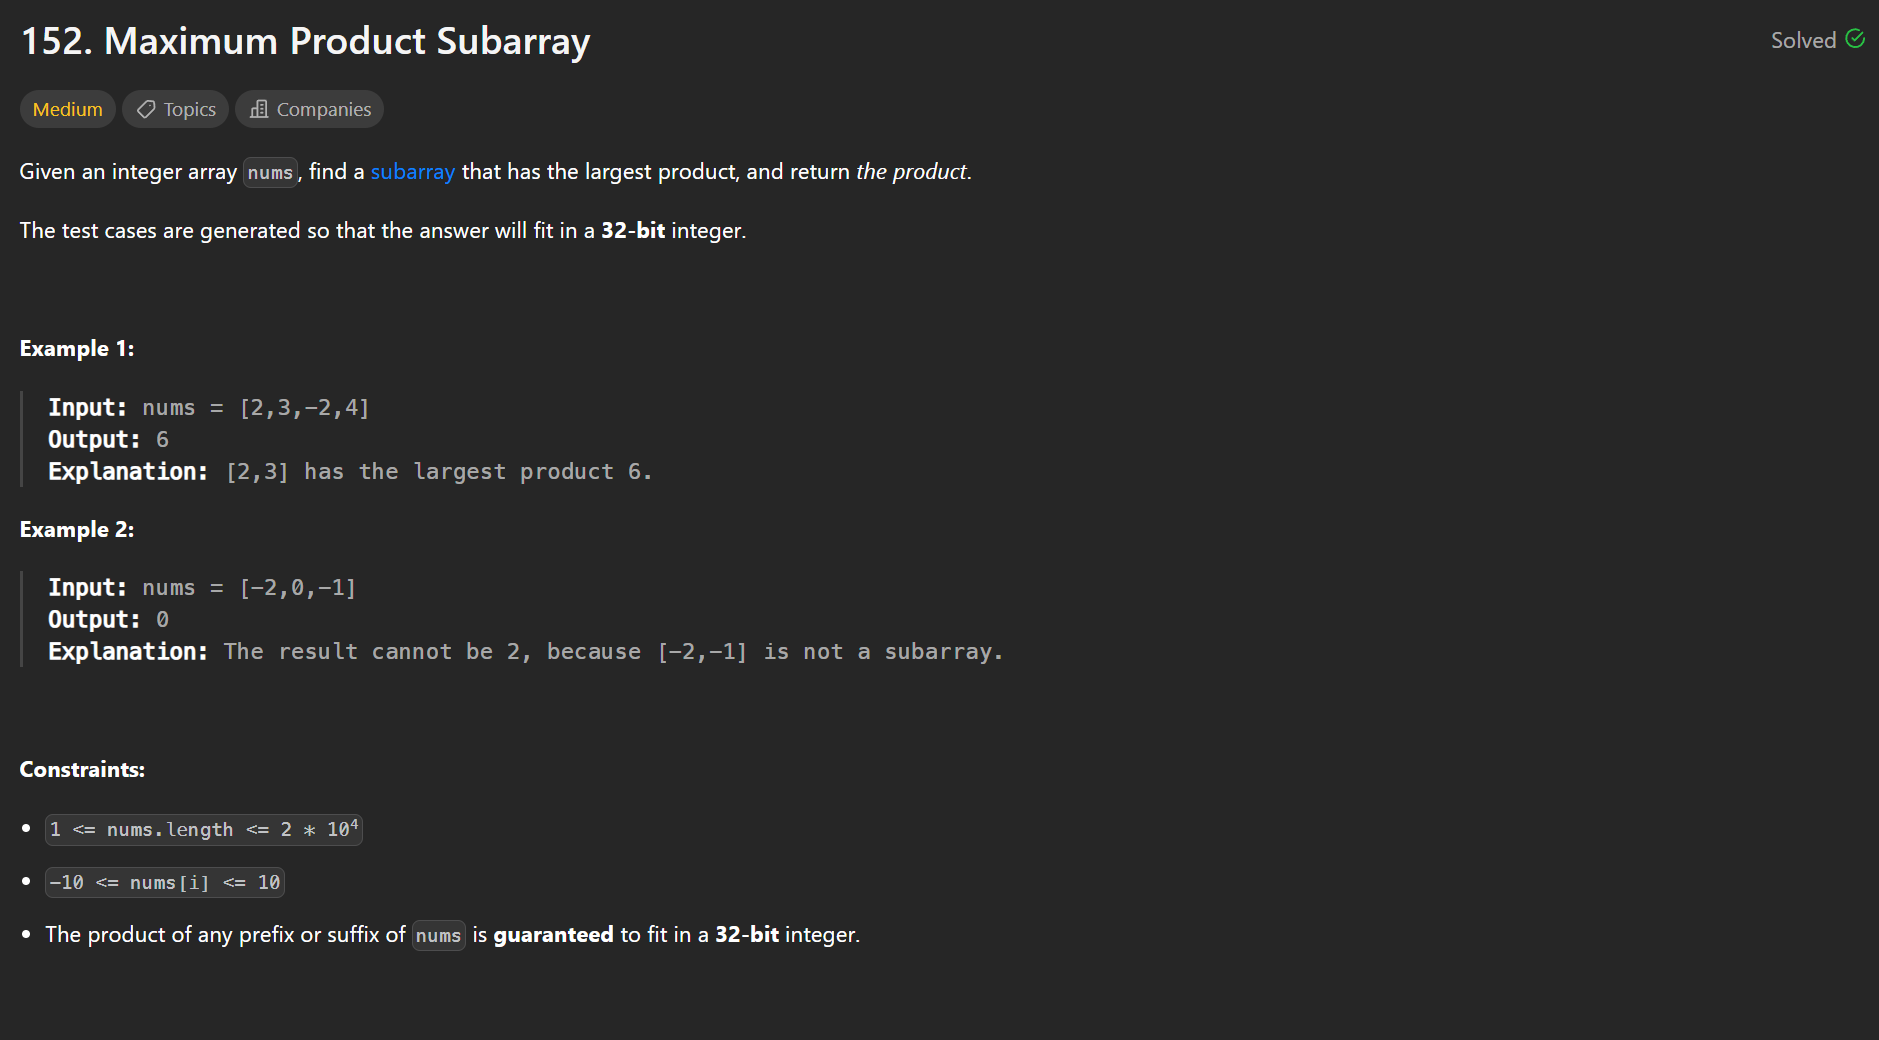 152. Maximum Product Subarray
Solved
Medium
Topics
Companies
Given an integer array nums, find a subarray that has the largest product, and return the product.
The test cases are generated so that the answer will fit in a 32-bit integer.
Example 1:
Input: nums = [2,3,-2,4]
Output: 6
Explanation: [2,3] has the largest product 6.
Example 2:
Input: nums = [-2,0,-1]
Output: 0
Explanation: The result cannot be 2, because [-2,-1] is not a subarray.
Constraints:
• 1 <= nums.length <= 2 * 10⁴
• -10 <= nums[i] <= 10
• The product of any prefix or suffix of nums is guaranteed to fit in a 32-bit integer.